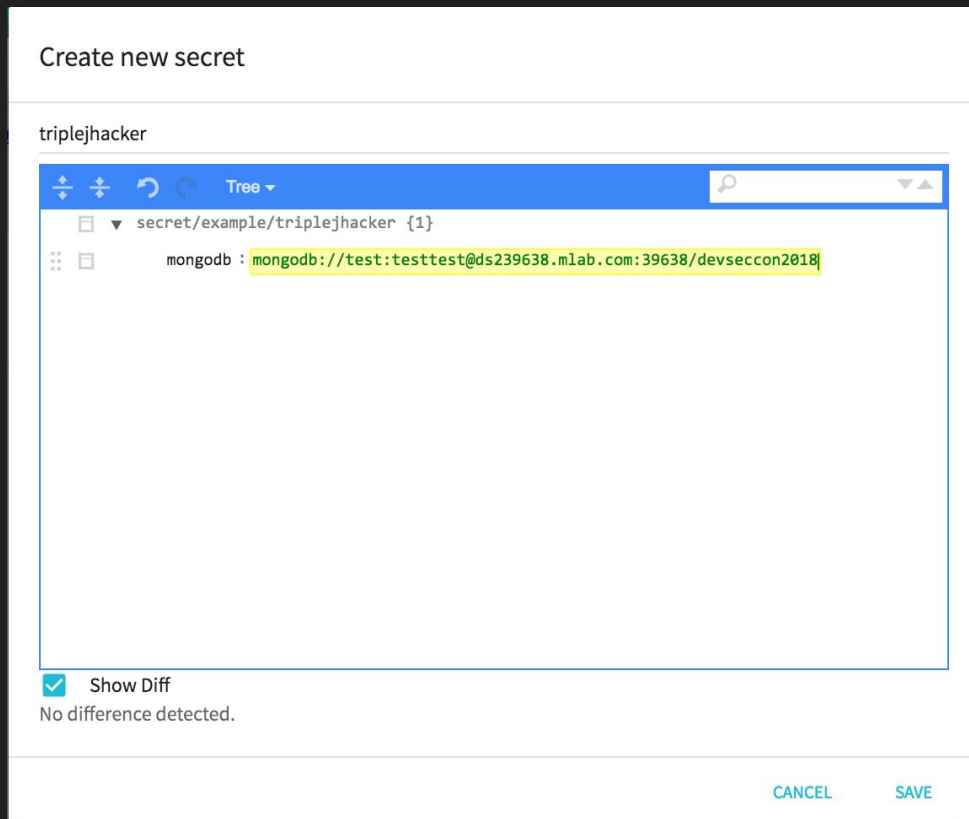 Create new secret
triplejhacker
Tree
secret/example/triplejhacker {1}
mongodb : mongodb://test:testtest@ds239638.mlab.com:39638/devseccon2018
Show Diff
No difference detected.
CANCEL SAVE